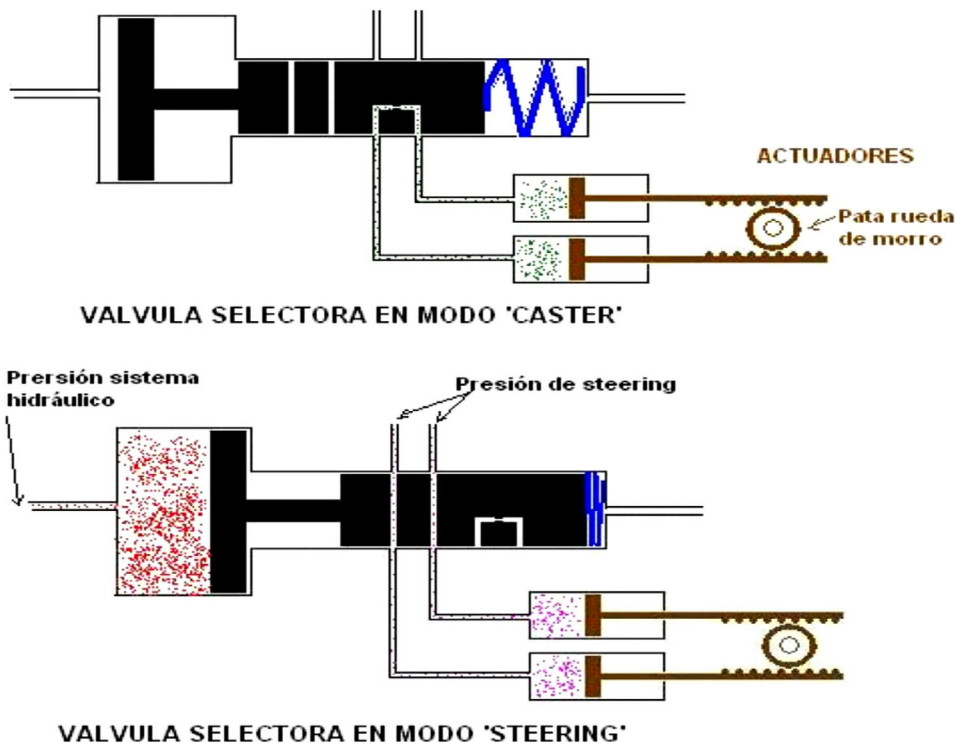 ACTUADORES
Pata rueda
de morro
VALVULA SELECTORA EN MODO 'CASTER'
Prersión sistema
hidráulico
Presión de steering
VALVULA SELECTORA EN MODO 'STEERING'